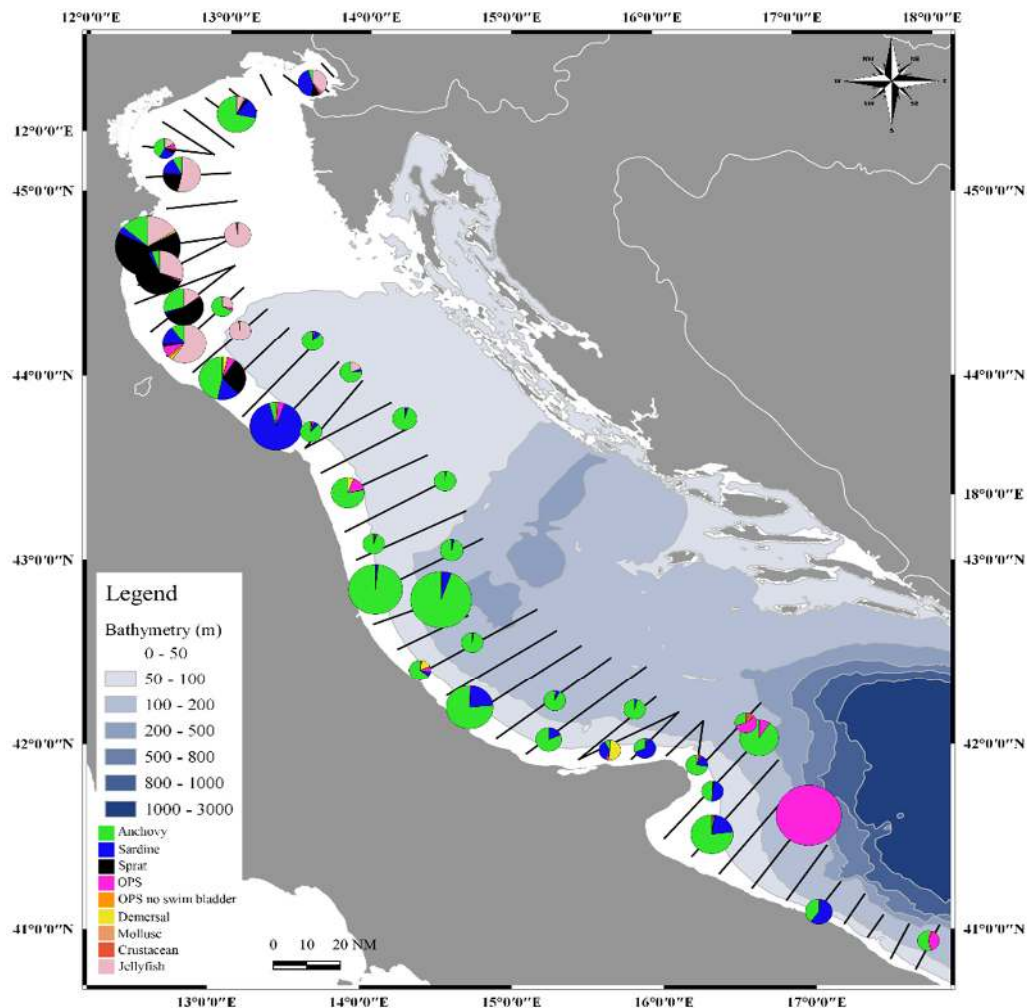 12°0'0"E 13°0'0"E 14°0'0"E 15°0'0"E 16°0'0"E 17°0'0"E 18°0'0"E
NW N NE
W E
SW S SE
12°0'0"E
45°0'0"N 45°0'0"N
44°0'0"N 44°0'0"N
18°0'0"E
43°0'0"N 43°0'0"N
42°0'0"N 42°0'0"N
41°0'0"N 41°0'0"N
Legend
Bathymetry (m)
0 - 50
50 - 100
100 - 200
200 - 500
500 - 800
800 - 1000
1000 - 3000
Anchovy
Sardine
Sprat
OPS
OPS no swim bladder
Demersal
Mollusc
Crustacean
Jellyfish
0 10 20 NM
13°0'0"E 14°0'0"E 15°0'0"E 16°0'0"E 17°0'0"E